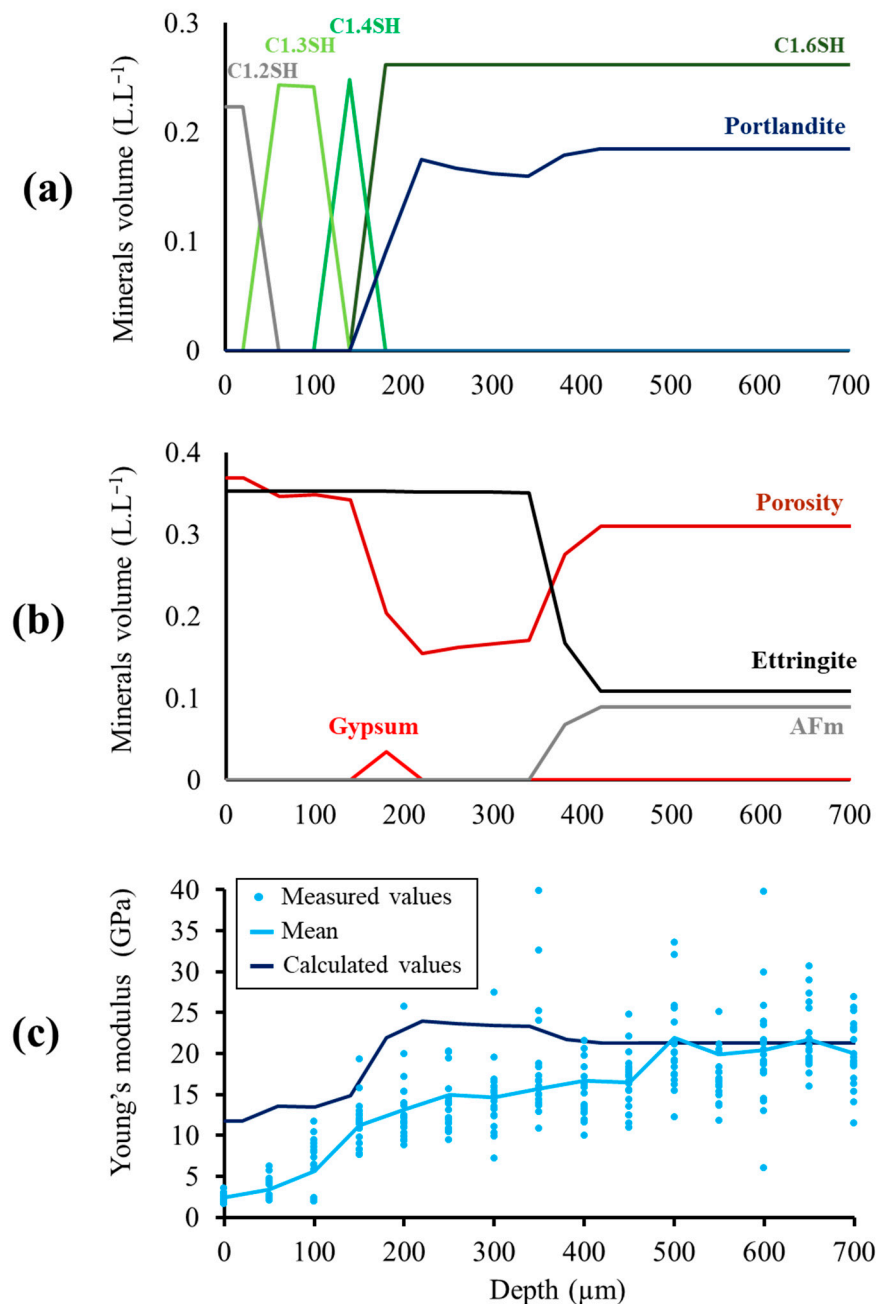 (a)
Minerals volume (L.L⁻¹)
0.3
0.2
0.1
0
C1.2SH
C1.3SH
C1.4SH
C1.6SH
Portlandite
0 100 200 300 400 500 600 700
(b)
Minerals volume (L.L⁻¹)
0.4
0.3
0.2
0.1
0
Porosity
Ettringite
Gypsum
AFm
0 100 200 300 400 500 600 700
(c)
Young's modulus (GPa)
40
35
30
25
20
15
10
5
0
Measured values
Mean
Calculated values
0 100 200 300 400 500 600 700
Depth (µm)